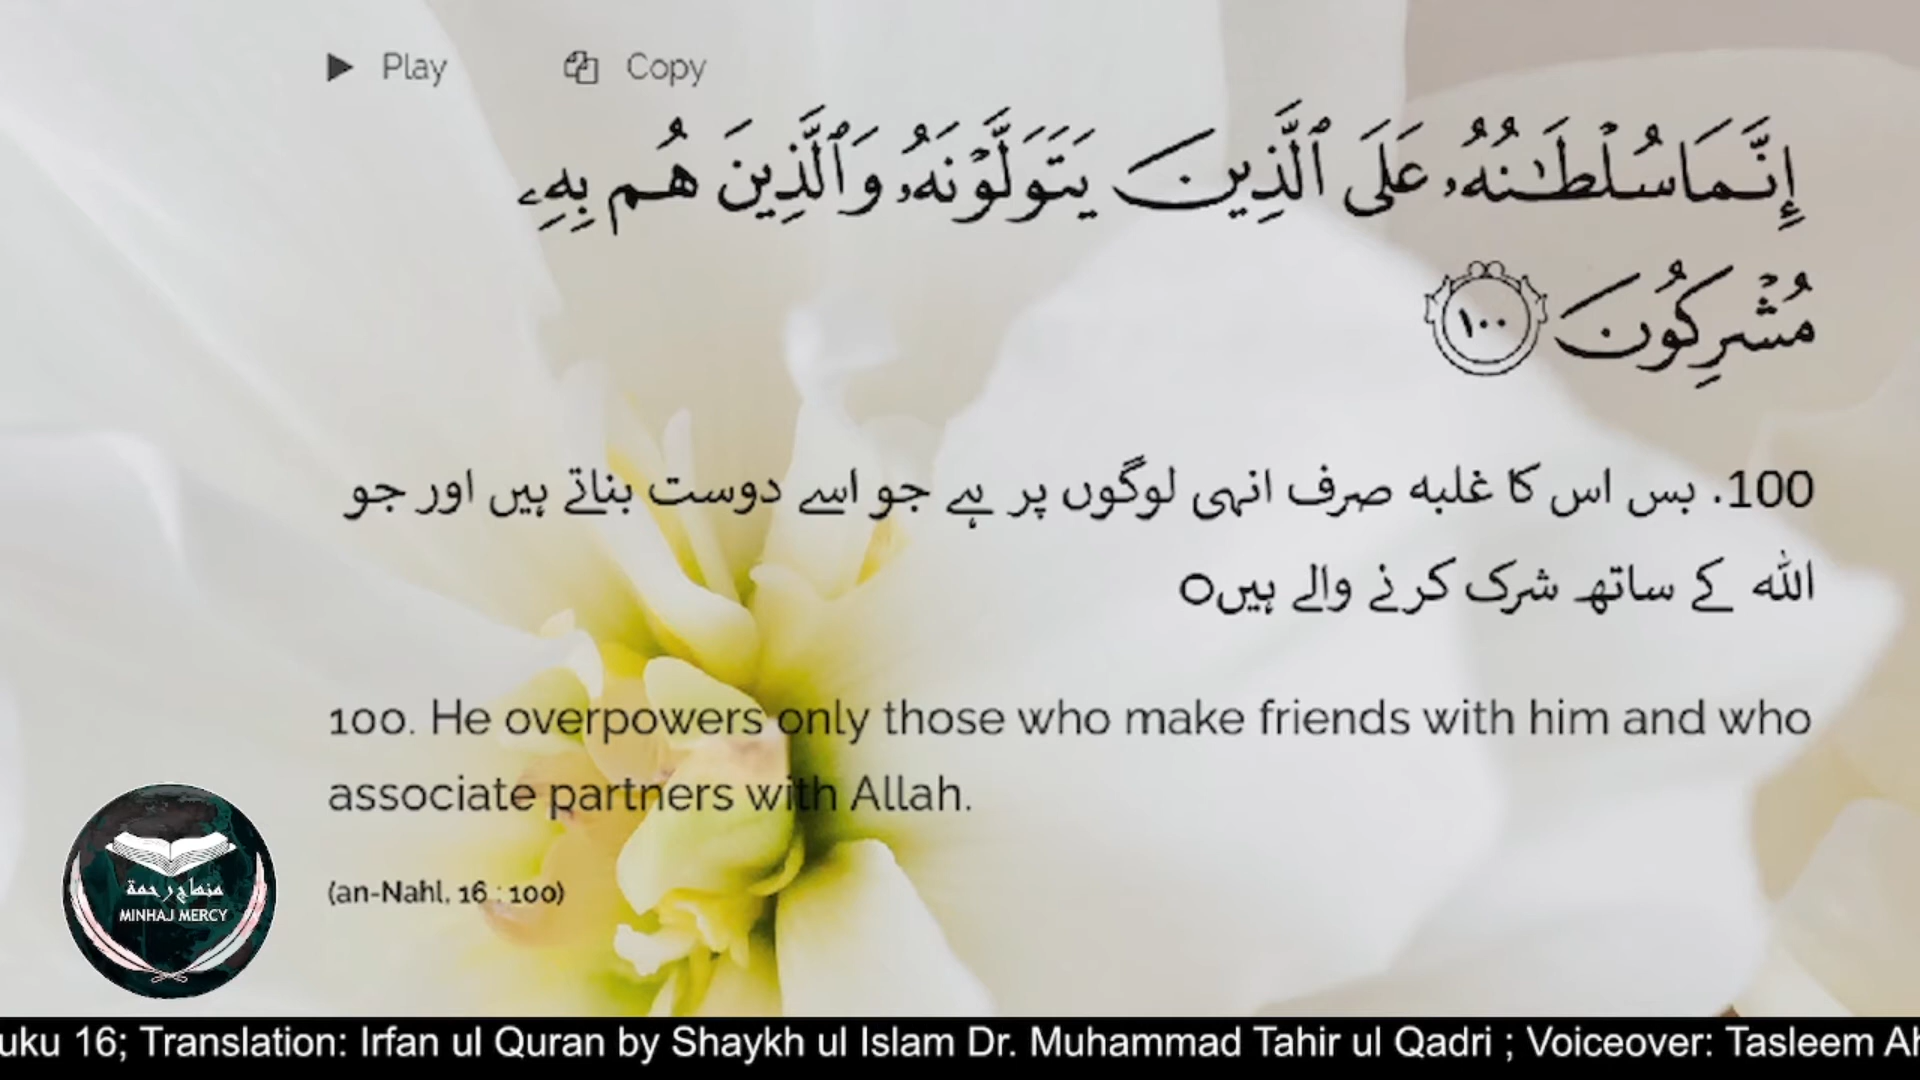 Play
Copy
إِنَّمَا سُلْطَـٰنُهُۥ عَلَى ٱلَّذِينَ يَتَوَلَّوْنَهُۥ وَٱلَّذِينَ هُم بِهِۦ
مُشْرِكُونَ ١٠٠
100. بس اس کا غلبہ صرف انہی لوگوں پر ہے جو اسے دوست بناتے ہیں اور جو
اللہ کے ساتھ شرک کرنے والے ہیںo
100. He overpowers only those who make friends with him and who
associate partners with Allah.
(an-Nahl, 16 : 100)
منهاج رحمة
MINHAJ MERCY
uku 16; Translation: Irfan ul Quran by Shaykh ul Islam Dr. Muhammad Tahir ul Qadri ; Voiceover: Tasleem Ah